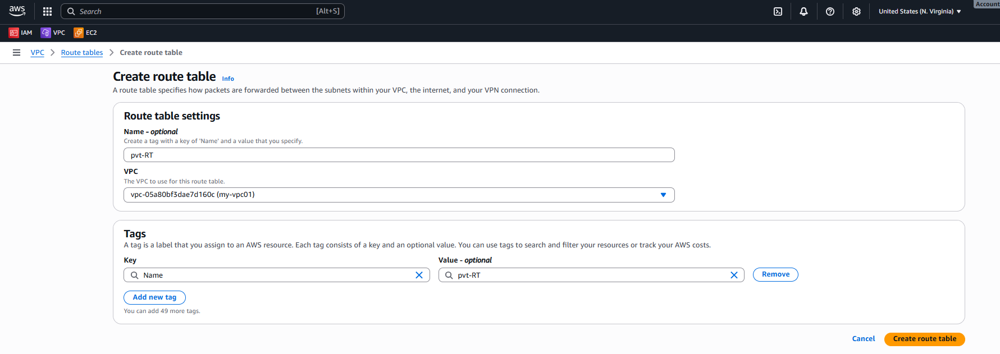 aws Search [Alt+S] United States (N. Virginia) Account
IAM VPC EC2
VPC Route tables Create route table
Create route table Info
A route table specifies how packets are forwarded between the subnets within your VPC, the internet, and your VPN connection.
Route table settings
Name - optional
Create a tag with a key of 'Name' and a value that you specify.
pvt-RT
VPC
The VPC to use for this route table.
vpc-05a80bf3dae7d160c (my-vpc01)
Tags
A tag is a label that you assign to an AWS resource. Each tag consists of a key and an optional value. You can use tags to search and filter your resources or track your AWS costs.
Key Value - optional
Name pvt-RT Remove
Add new tag
You can add 49 more tags.
Cancel Create route table